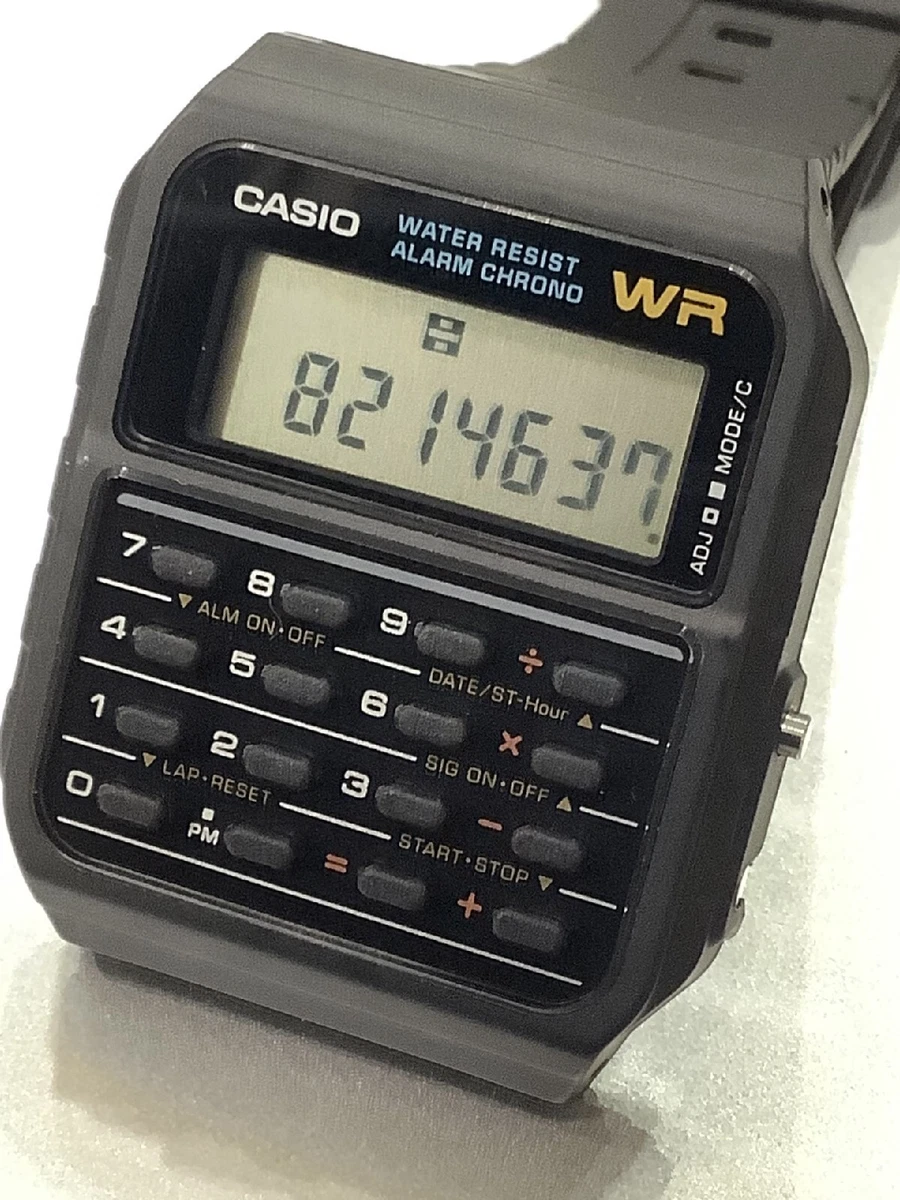 CASIO
WATER RESIST
ALARM CHRONO
WR
8214637.
ADJ MODE/C
7 8 9 ÷
▼ ALM ON•OFF
DATE/ST-Hour ▲
4 5 6 ×
SIG ON•OFF ▲
1 2 3 −
▼ LAP•RESET
START•STOP ▼
0 ▪ PM = +